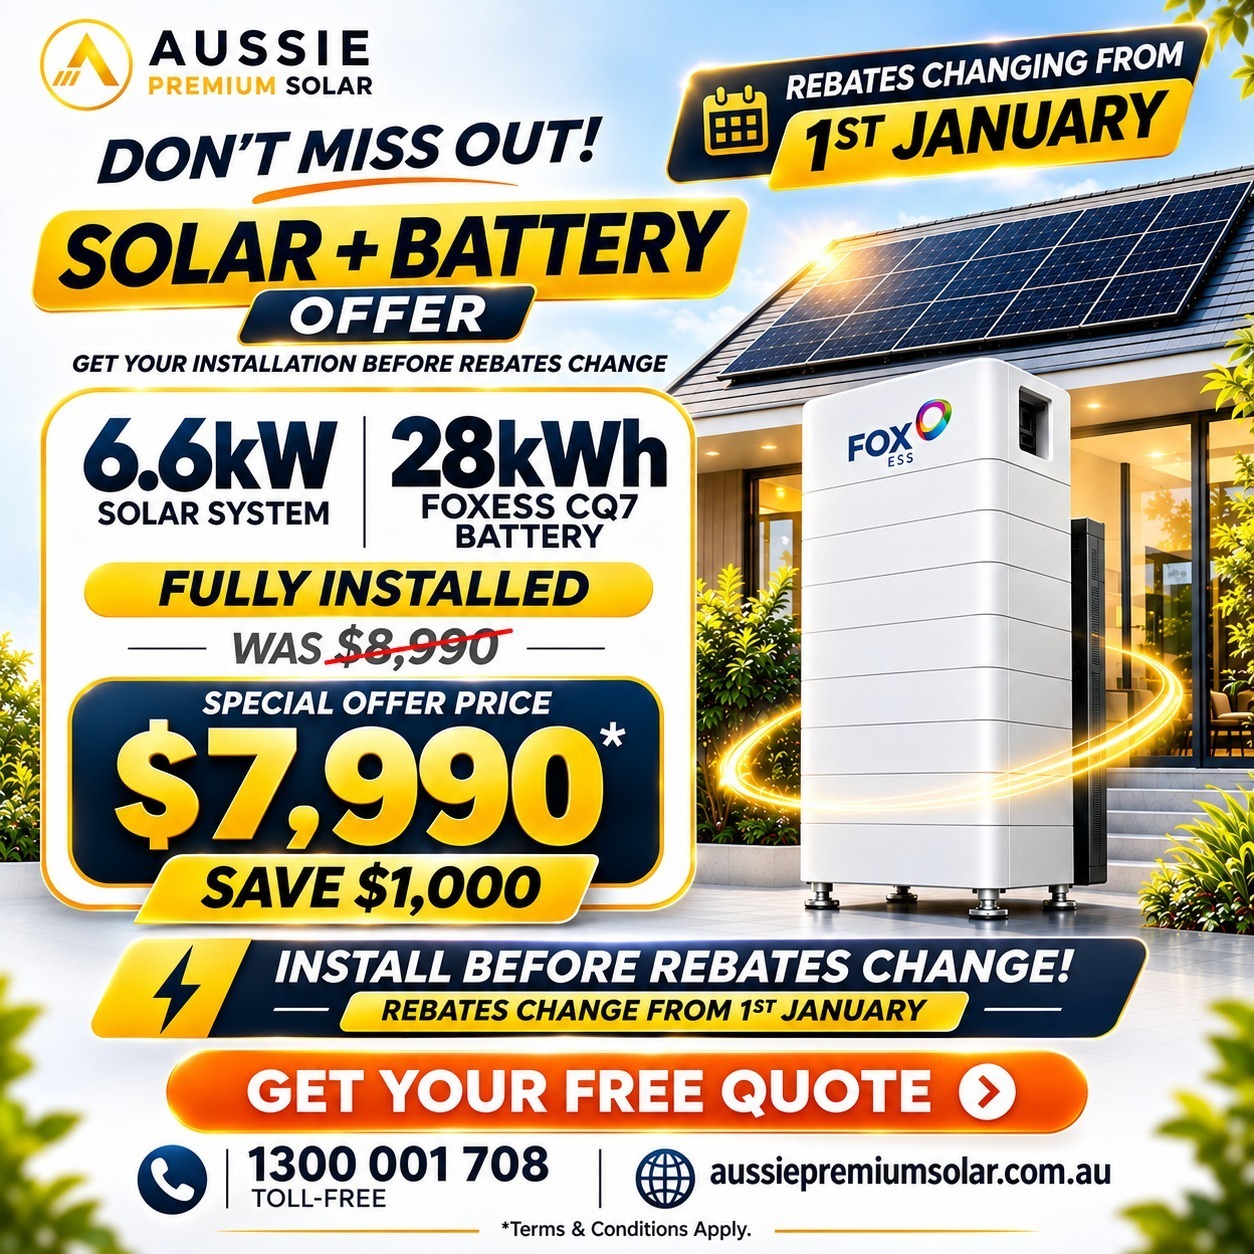 AUSSIE
PREMIUM SOLAR
REBATES CHANGING FROM
1ST JANUARY
DON'T MISS OUT!
SOLAR + BATTERY
OFFER
GET YOUR INSTALLATION BEFORE REBATES CHANGE
6.6kW
SOLAR SYSTEM
28kWh
FOXESS CQ7
BATTERY
FULLY INSTALLED
WAS $8,990
SPECIAL OFFER PRICE
$7,990*
SAVE $1,000
FOX
ESS
INSTALL BEFORE REBATES CHANGE!
REBATES CHANGE FROM 1ST JANUARY
GET YOUR FREE QUOTE
1300 001 708
TOLL-FREE
aussiepremiumsolar.com.au
*Terms & Conditions Apply.